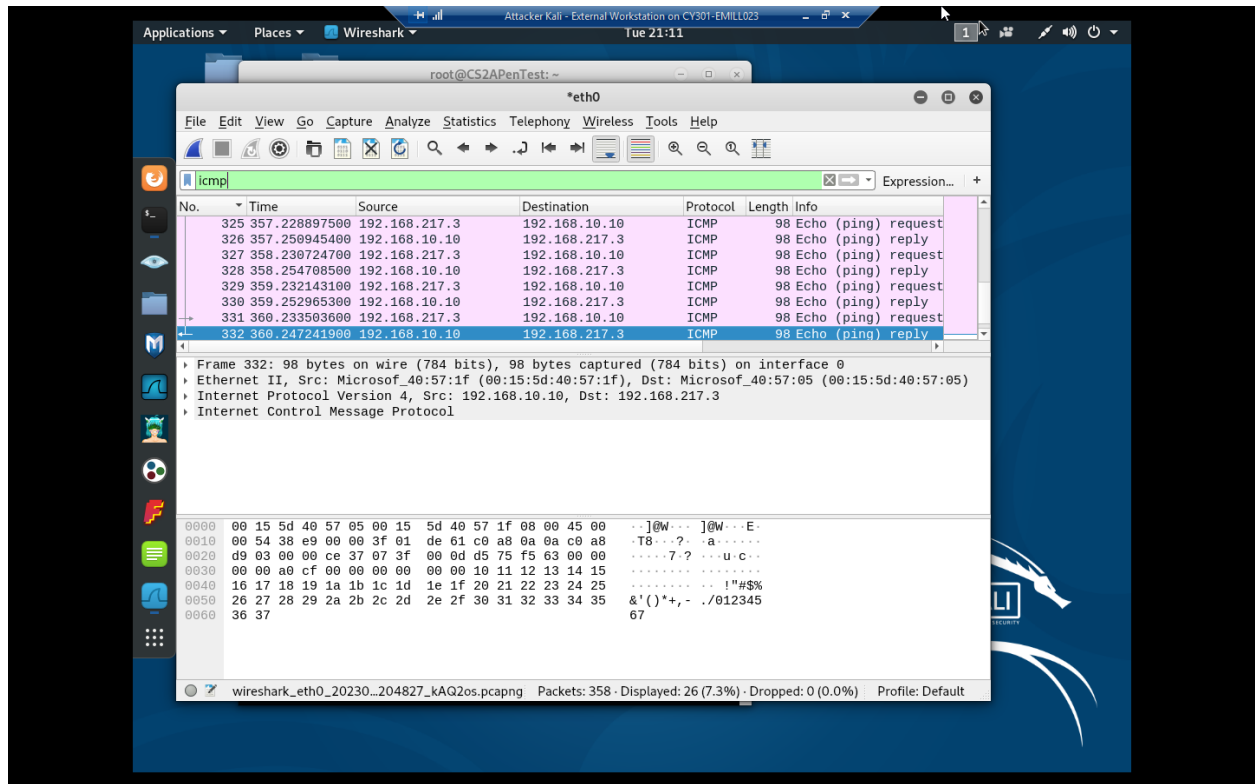 Attacker Kali - External Workstation on CY301-EMILL023
Applications Places Wireshark Tue 21:11 1
root@CS2APenTest: ~
*eth0
File Edit View Go Capture Analyze Statistics Telephony Wireless Tools Help
icmp Expression... +
No. Time Source Destination Protocol Length Info
325 357.228897500 192.168.217.3 192.168.10.10 ICMP 98 Echo (ping) request
326 357.250945400 192.168.10.10 192.168.217.3 ICMP 98 Echo (ping) reply
327 358.230724700 192.168.217.3 192.168.10.10 ICMP 98 Echo (ping) request
328 358.254708500 192.168.10.10 192.168.217.3 ICMP 98 Echo (ping) reply
329 359.232143100 192.168.217.3 192.168.10.10 ICMP 98 Echo (ping) request
330 359.252965300 192.168.10.10 192.168.217.3 ICMP 98 Echo (ping) reply
331 360.233503600 192.168.217.3 192.168.10.10 ICMP 98 Echo (ping) request
332 360.247241900 192.168.10.10 192.168.217.3 ICMP 98 Echo (ping) reply
Frame 332: 98 bytes on wire (784 bits), 98 bytes captured (784 bits) on interface 0
Ethernet II, Src: Microsof_40:57:1f (00:15:5d:40:57:1f), Dst: Microsof_40:57:05 (00:15:5d:40:57:05)
Internet Protocol Version 4, Src: 192.168.10.10, Dst: 192.168.217.3
Internet Control Message Protocol
0000 00 15 5d 40 57 05 00 15 5d 40 57 1f 08 00 45 00 ··]@W··· ]@W···E·
0010 00 54 38 e9 00 00 3f 01 de 61 c0 a8 0a 0a c0 a8 ·T8···?· ·a······
0020 d9 03 00 00 ce 37 07 3f 00 0d d5 75 f5 63 00 00 ·····7·? ···u·c··
0030 00 00 a0 cf 00 00 00 00 00 00 10 11 12 13 14 15 ········ ········
0040 16 17 18 19 1a 1b 1c 1d 1e 1f 20 21 22 23 24 25 ········ ·· !"#$%
0050 26 27 28 29 2a 2b 2c 2d 2e 2f 30 31 32 33 34 35 &'()*+,- ./012345
0060 36 37 67
LI
wireshark_eth0_20230...204827_kAQ2os.pcapng Packets: 358 · Displayed: 26 (7.3%) · Dropped: 0 (0.0%) Profile: Default